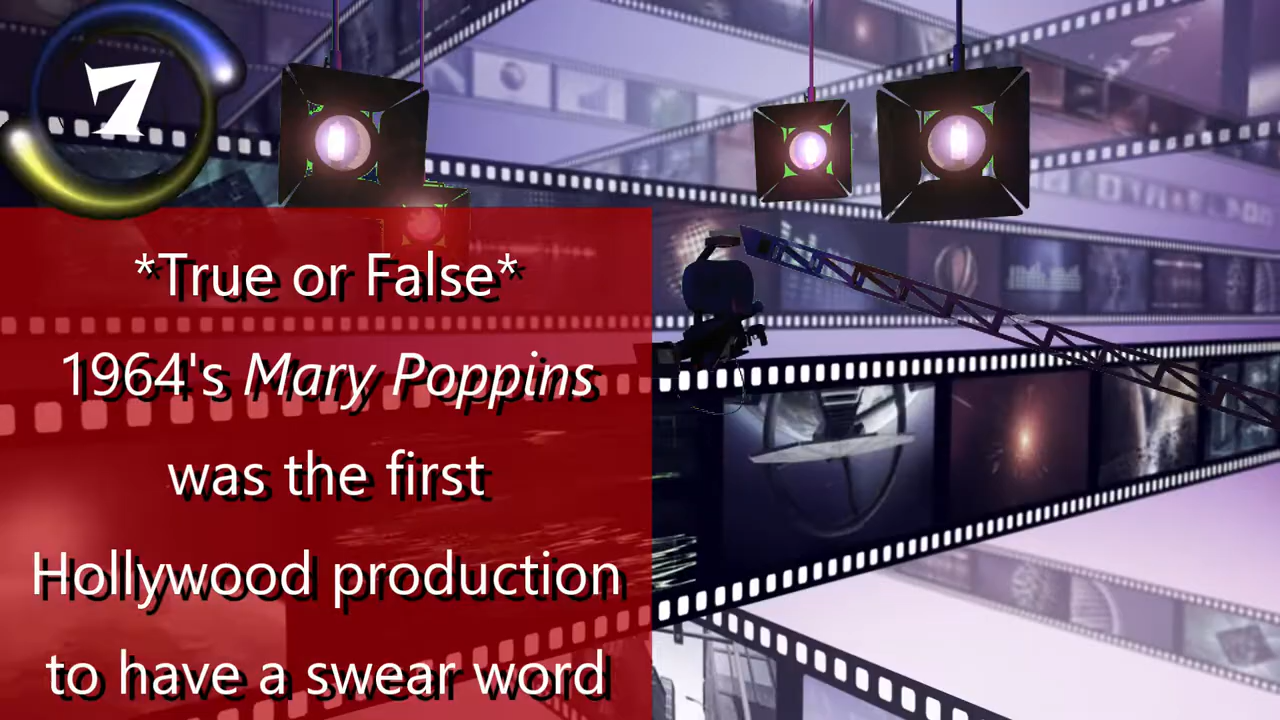 7
*True or False*
1964's Mary Poppins
was the first
Hollywood production
to have a swear word